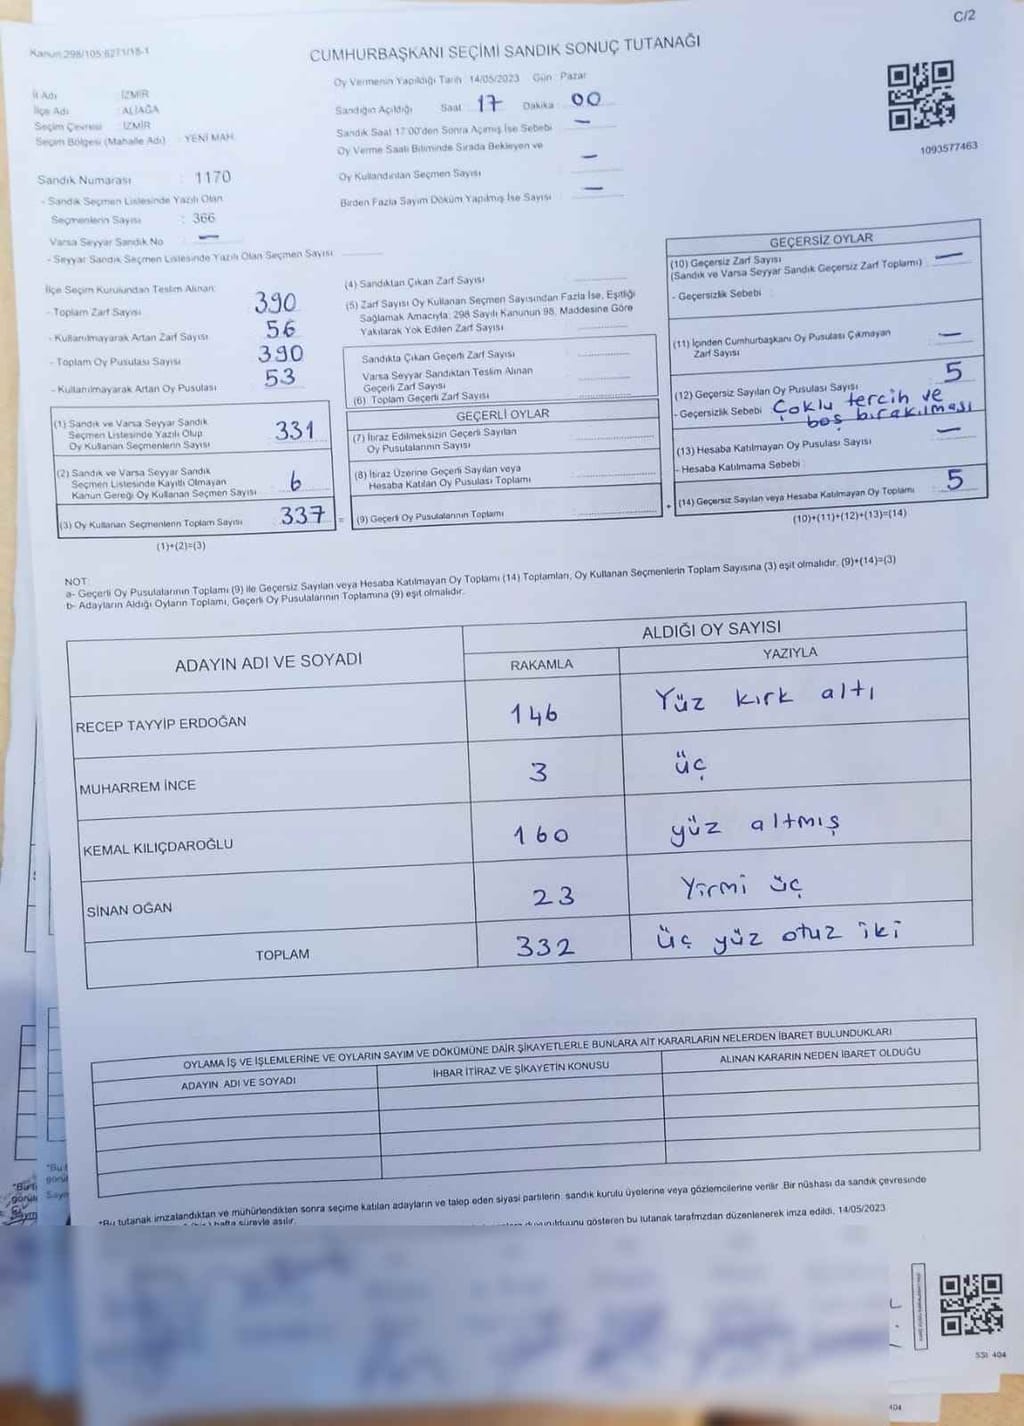 C/2
Kanun 298/105 6271/18-1
CUMHURBAŞKANI SEÇİMİ SANDIK SONUÇ TUTANAĞI
İl Adı : İZMİR
İlçe Adı : ALİAĞA
Seçim Çevresi : İZMİR
Seçim Bölgesi (Mahalle Adı) : YENİ MAH.
Sandık Numarası : 1170
- Sandık Seçmen Listesinde Yazılı Olan
Seçmenlerin Sayısı : 366
Varsa Seyyar Sandık No —
- Seyyar Sandık Seçmen Listesinde Yazılı Olan Seçmen Sayısı
Oy Vermenin Yapıldığı Tarih : 14/05/2023 Gün : Pazar
Sandığın Açıldığı Saat 17 Dakika 00
Sandık Saat 17:00'den Sonra Açılmış İse Sebebi —
Oy Verme Saati Bitiminde Sırada Bekleyen ve
Oy Kullandırılan Seçmen Sayısı —
Birden Fazla Sayım Döküm Yapılmış İse Sayısı —
1093577463
İlçe Seçim Kurulundan Teslim Alınan:
- Toplam Zarf Sayısı 390
- Kullanılmayarak Artan Zarf Sayısı 56
- Toplam Oy Pusulası Sayısı 390
- Kullanılmayarak Artan Oy Pusulası 53
(1) Sandık ve Varsa Seyyar Sandık
Seçmen Listesinde Yazılı Olup
Oy Kullanan Seçmenlerin Sayısı 331
(2) Sandık ve Varsa Seyyar Sandık
Seçmen Listesinde Kayıtlı Olmayan
Kanun Gereği Oy Kullanan Seçmen Sayısı 6
(3) Oy Kullanan Seçmenlerin Toplam Sayısı 337 =
(1)+(2)=(3)
(4) Sandıktan Çıkan Zarf Sayısı
(5) Zarf Sayısı Oy Kullanan Seçmen Sayısından Fazla İse, Eşitliği
Sağlamak Amacıyla, 298 Sayılı Kanunun 98. Maddesine Göre
Yakılarak Yok Edilen Zarf Sayısı
Sandıkta Çıkan Geçerli Zarf Sayısı
Varsa Seyyar Sandıktan Teslim Alınan
Geçerli Zarf Sayısı
(6) Toplam Geçerli Zarf Sayısı
GEÇERLİ OYLAR
(7) İtiraz Edilmeksizin Geçerli Sayılan
Oy Pusulalarının Sayısı
(8) İtiraz Üzerine Geçerli Sayılan veya
Hesaba Katılan Oy Pusulası Toplamı
(9) Geçerli Oy Pusulalarının Toplamı +
GEÇERSİZ OYLAR
(10) Geçersiz Zarf Sayısı —
(Sandık ve Varsa Seyyar Sandık Geçersiz Zarf Toplamı)
- Geçersizlik Sebebi :
(11) İçinden Cumhurbaşkanı Oy Pusulası Çıkmayan —
Zarf Sayısı
(12) Geçersiz Sayılan Oy Pusulası Sayısı 5
- Geçersizlik Sebebi Çoklu tercih ve
boş bırakılması
(13) Hesaba Katılmayan Oy Pusulası Sayısı —
- Hesaba Katılmama Sebebi :
(14) Geçersiz Sayılan veya Hesaba Katılmayan Oy Toplamı 5
(10)+(11)+(12)+(13)=(14)
NOT:
a- Geçerli Oy Pusulalarının Toplamı (9) ile Geçersiz Sayılan veya Hesaba Katılmayan Oy Toplamı (14) Toplamları, Oy Kullanan Seçmenlerin Toplam Sayısına (3) eşit olmalıdır. (9)+(14)=(3)
b- Adayların Aldığı Oyların Toplamı, Geçerli Oy Pusulalarının Toplamına (9) eşit olmalıdır.
ADAYIN ADI VE SOYADI ALDIĞI OY SAYISI
RAKAMLA YAZIYLA
RECEP TAYYİP ERDOĞAN 146 Yüz kırk altı
MUHARREM İNCE 3 üç
KEMAL KILIÇDAROĞLU 160 yüz altmış
SİNAN OĞAN 23 Yirmi üç
TOPLAM 332 üç yüz otuz iki
OYLAMA İŞ VE İŞLEMLERİNE VE OYLARIN SAYIM VE DÖKÜMÜNE DAİR ŞİKAYETLERLE BUNLARA AİT KARARLARIN NELERDEN İBARET BULUNDUKLARI
ADAYIN ADI VE SOYADI İHBAR İTİRAZ VE ŞİKAYETİN KONUSU ALINAN KARARIN NEDEN İBARET OLDUĞU
*Bu tutanak imzalandıktan ve mühürlendikten sonra seçime katılan adayların ve talep eden siyasi partilerin sandık kurulu üyelerine veya gözlemcilerine verilir. Bir nüshası da sandık çevresinde
hafta süreyle asılır.
gösteren bu tutanak tarafımızdan düzenlenerek imza edildi. 14/05/2023
SSI 404
404